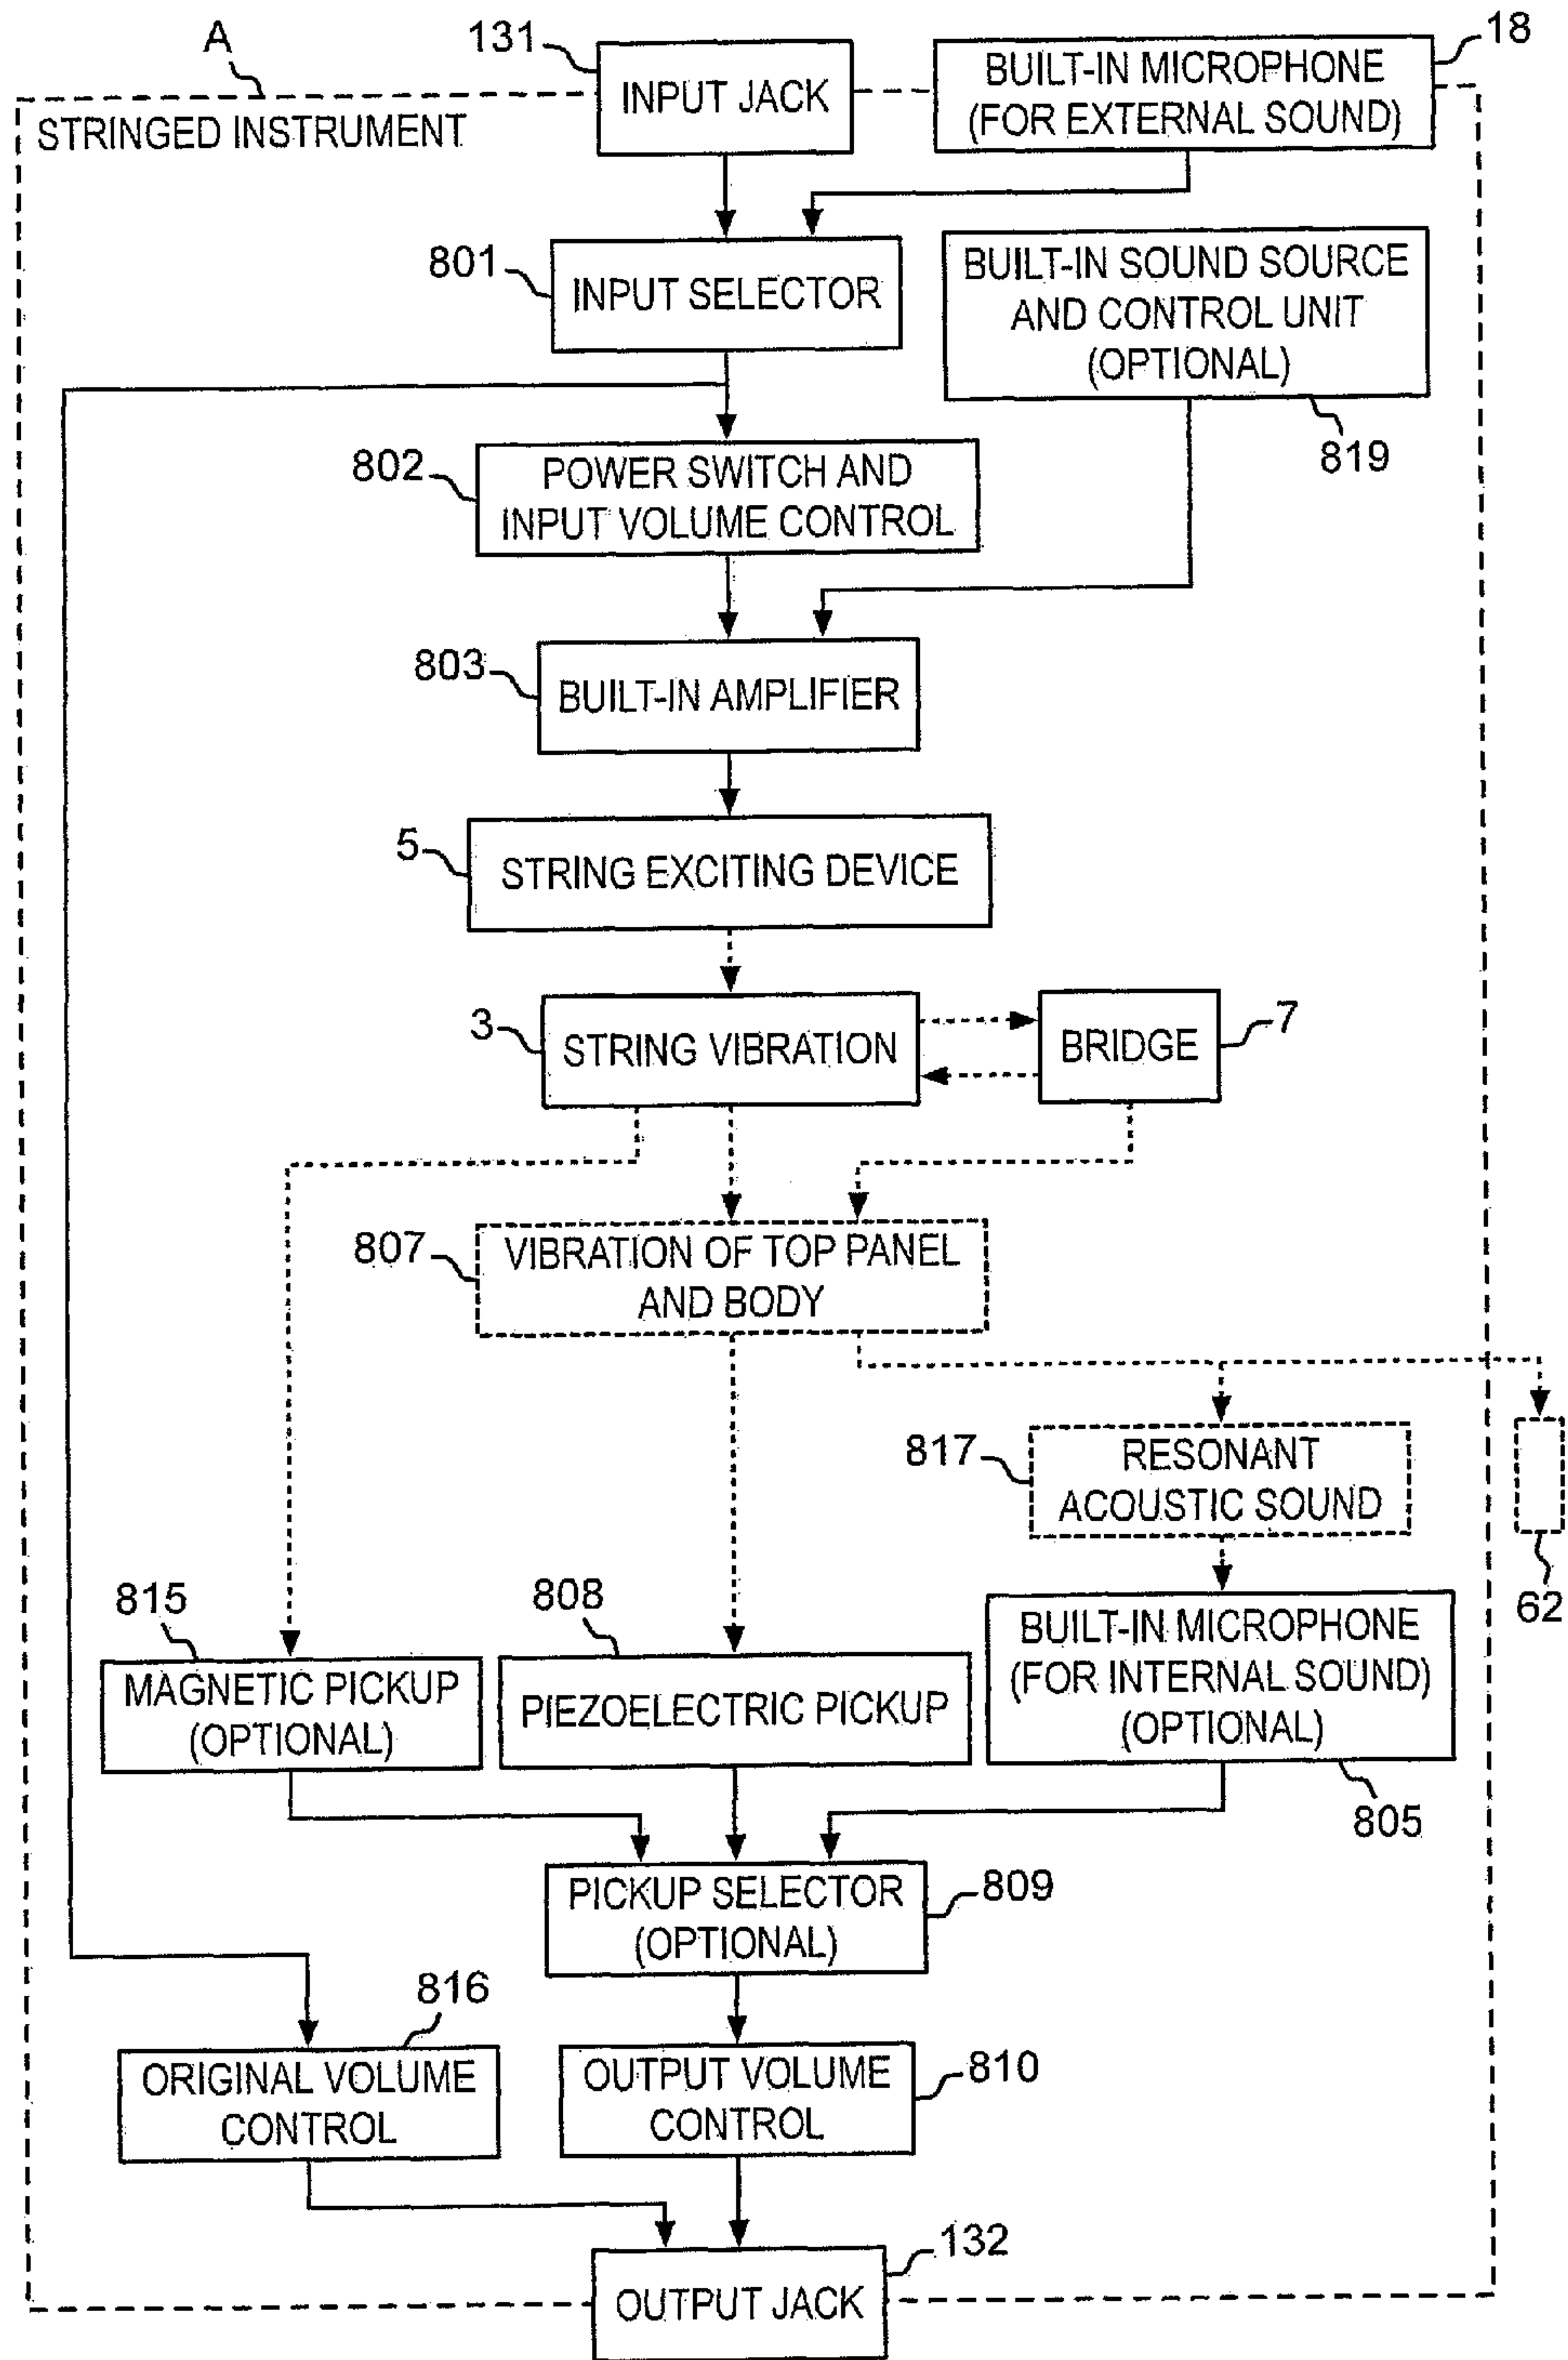 A
131
18
INPUT JACK
BUILT-IN MICROPHONE
(FOR EXTERNAL SOUND)
STRINGED INSTRUMENT
801
INPUT SELECTOR
BUILT-IN SOUND SOURCE
AND CONTROL UNIT
(OPTIONAL)
819
802
POWER SWITCH AND
INPUT VOLUME CONTROL
803
BUILT-IN AMPLIFIER
5
STRING EXCITING DEVICE
3
STRING VIBRATION
BRIDGE
7
807
VIBRATION OF TOP PANEL
AND BODY
817
RESONANT
ACOUSTIC SOUND
62
815
MAGNETIC PICKUP
(OPTIONAL)
808
PIEZOELECTRIC PICKUP
BUILT-IN MICROPHONE
(FOR INTERNAL SOUND)
(OPTIONAL)
805
PICKUP SELECTOR
(OPTIONAL)
809
816
ORIGINAL VOLUME
CONTROL
OUTPUT VOLUME
CONTROL
810
132
OUTPUT JACK